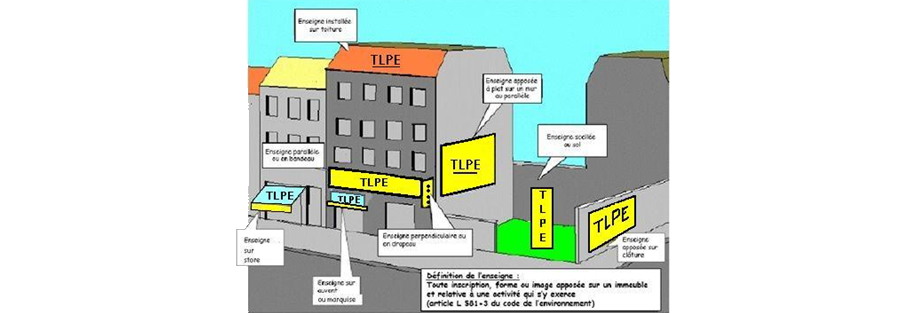 Enseigne installée
sur toiture
TLPE
Enseigne apposée
à plat sur un mur
ou parallèle
Enseigne scellée
au sol
Enseigne parallèle
ou en bandeau
TLPE
TLPE
TLPE
TLPE
T
L
P
E
TLPE
Enseigne
sur
store
Enseigne perpendiculaire ou
en drapeau
Enseigne
apposée sur
clôture
Enseigne sur
auvent
ou marquise
Définition de l'enseigne :
Toute inscription, forme ou image apposée sur un immeuble
et relative à une activité qui s'y exerce
(article L 581-3 du code de l'environnement)